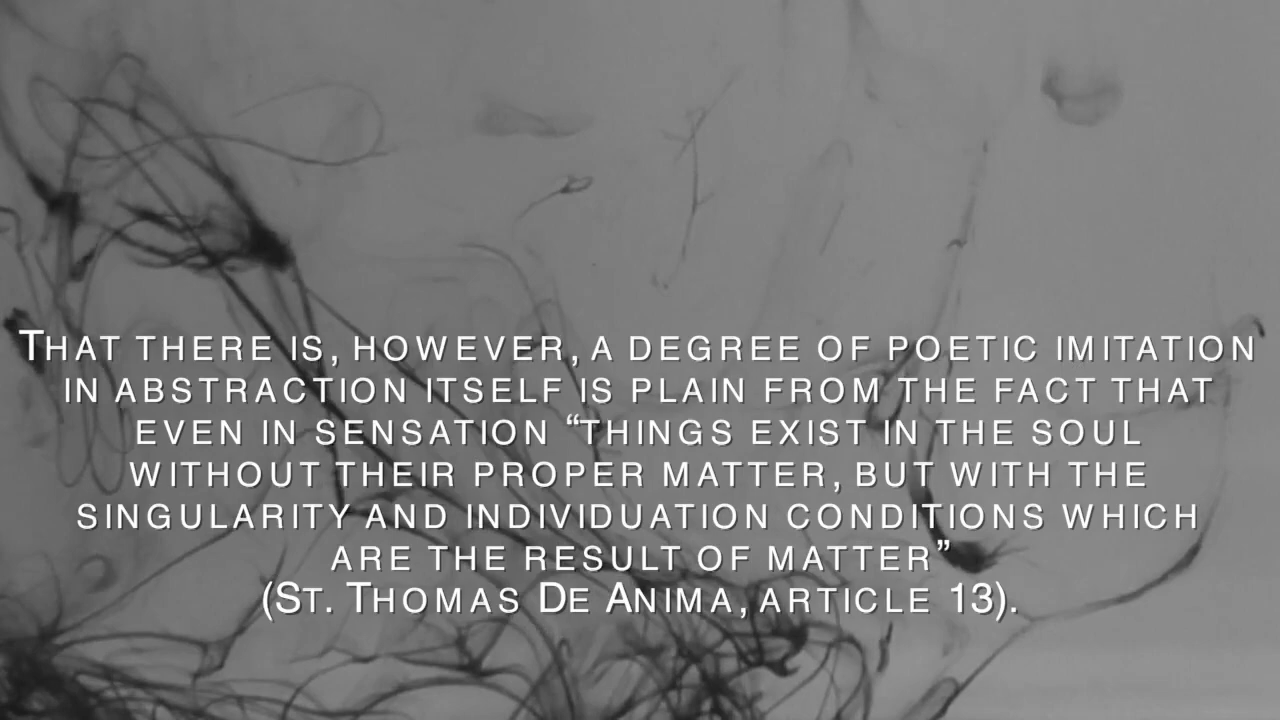 That there is, however, a degree of poetic imitation
in abstraction itself is plain from the fact that
even in sensation “things exist in the soul
without their proper matter, but with the
singularity and individuation conditions which
are the result of matter”
(St. Thomas De Anima, article 13).